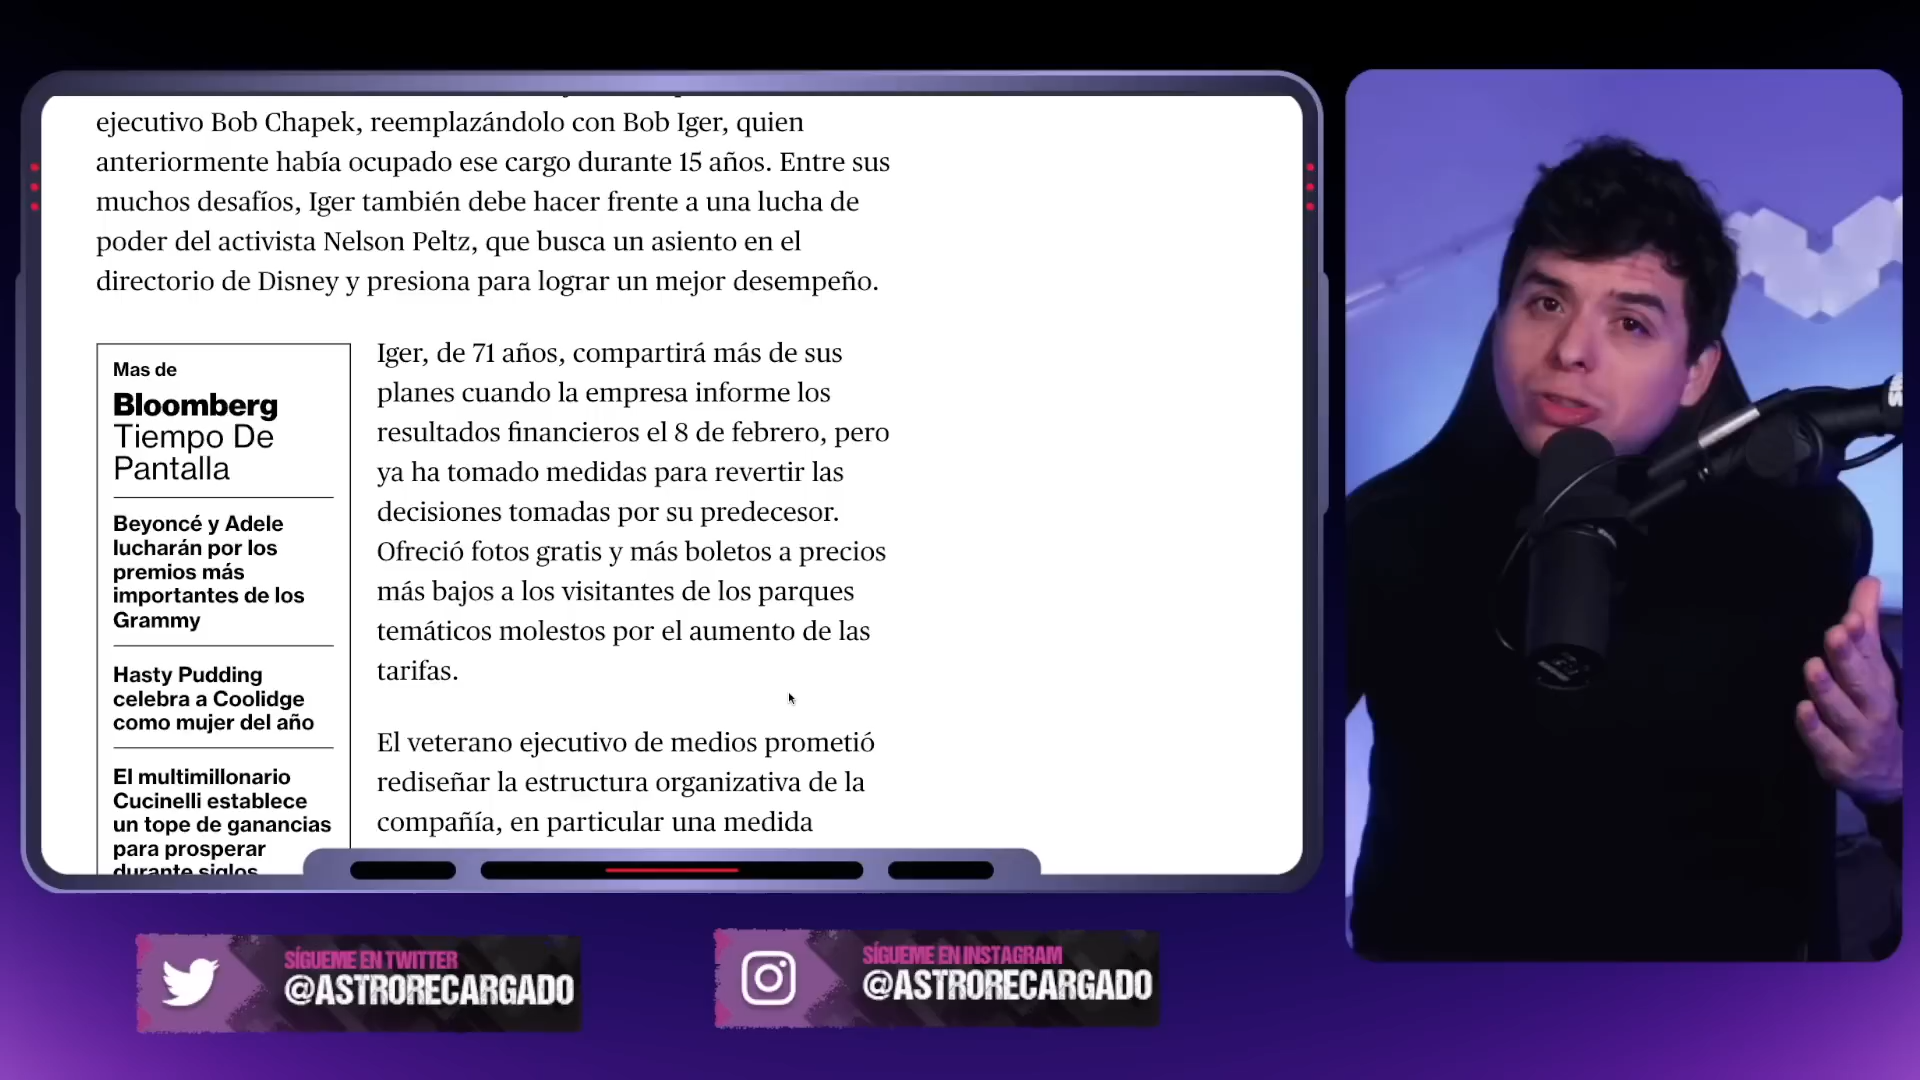 ejecutivo Bob Chapek, reemplazándolo con Bob Iger, quien
anteriormente había ocupado ese cargo durante 15 años. Entre sus
muchos desafíos, Iger también debe hacer frente a una lucha de
poder del activista Nelson Peltz, que busca un asiento en el
directorio de Disney y presiona para lograr un mejor desempeño.
Mas de
Bloomberg
Tiempo De
Pantalla
Beyoncé y Adele
lucharán por los
premios más
importantes de los
Grammy
Hasty Pudding
celebra a Coolidge
como mujer del año
El multimillonario
Cucinelli establece
un tope de ganancias
para prosperar
durante siglos
Iger, de 71 años, compartirá más de sus
planes cuando la empresa informe los
resultados financieros el 8 de febrero, pero
ya ha tomado medidas para revertir las
decisiones tomadas por su predecesor.
Ofreció fotos gratis y más boletos a precios
más bajos a los visitantes de los parques
temáticos molestos por el aumento de las
tarifas.
El veterano ejecutivo de medios prometió
rediseñar la estructura organizativa de la
compañía, en particular una medida
SÍGUEME EN TWITTER
@ASTRORECARGADO
SÍGUEME EN INSTAGRAM
@ASTRORECARGADO